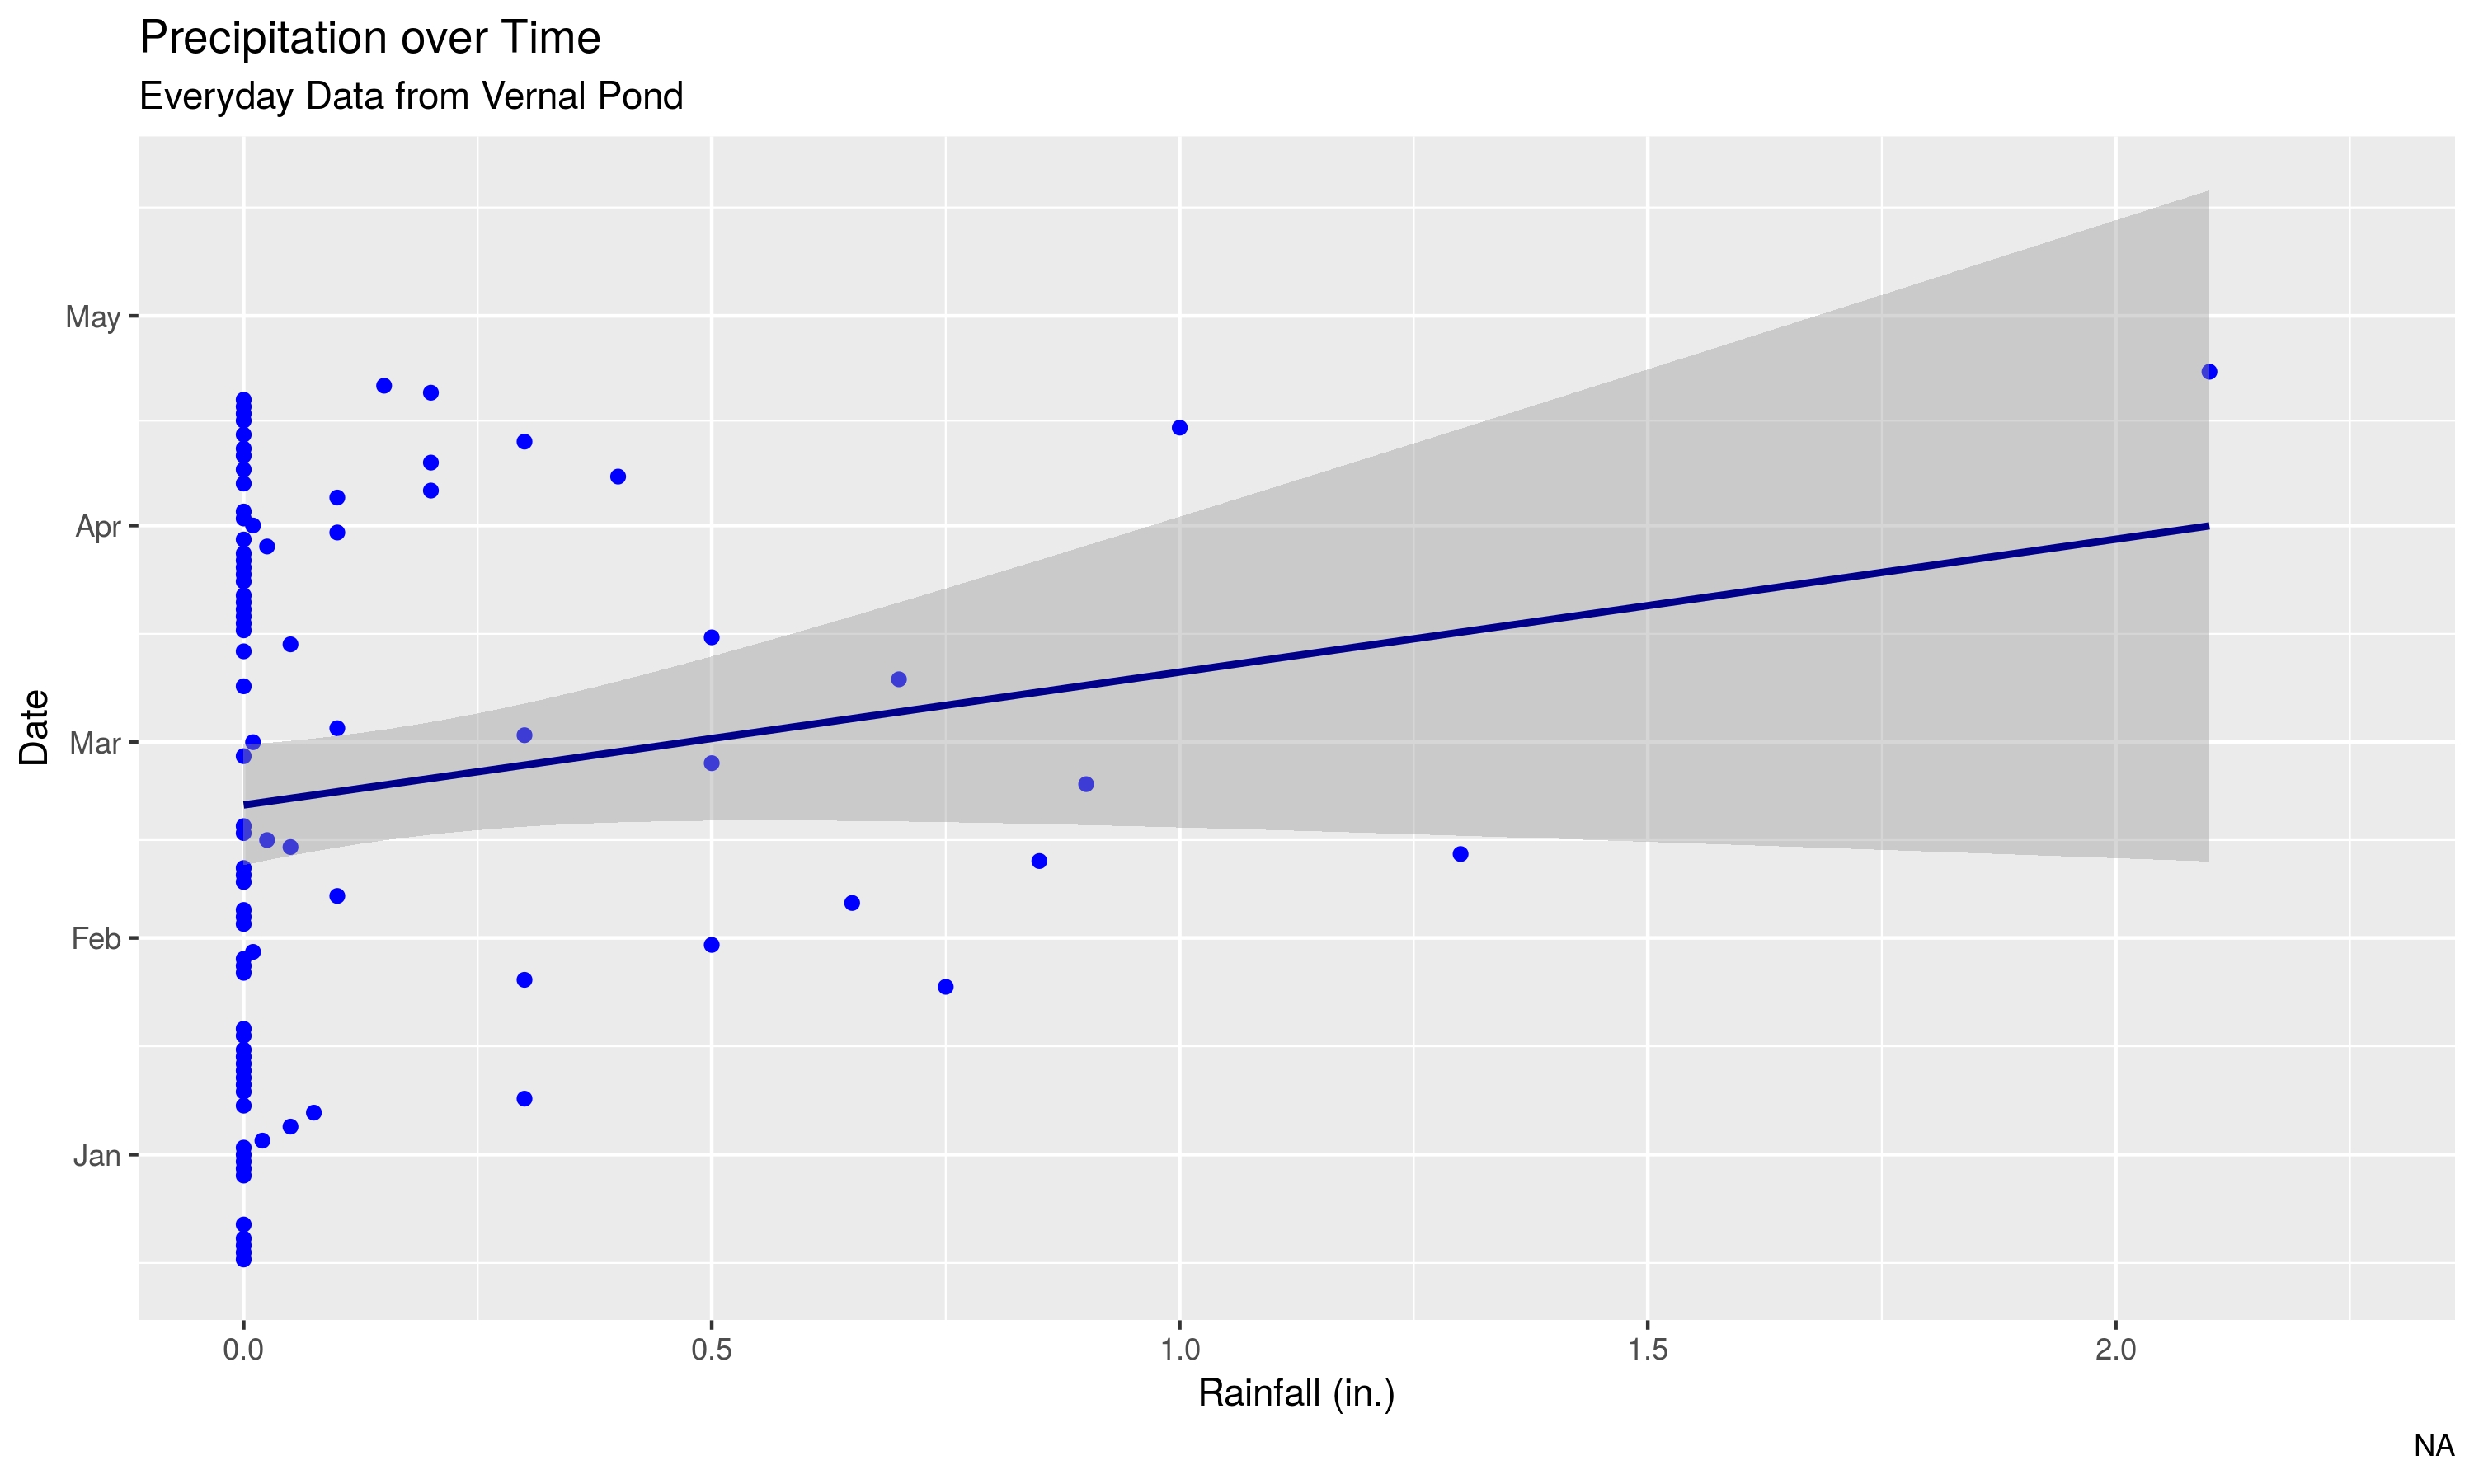 Precipitation over Time
Everyday Data from Vernal Pond
Date
May
Apr
Mar
Feb
Jan
0.0 0.5 1.0 1.5 2.0
Rainfall (in.)
NA